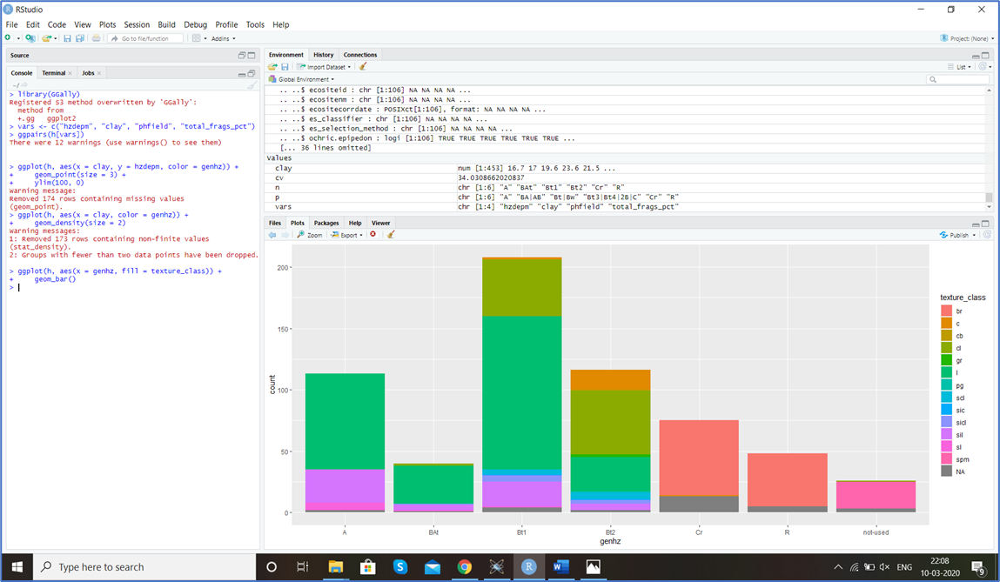 RStudio
File Edit Code View Plots Session Build Debug Profile Tools Help
Go to file/function Addins Project: (None)
Source
Console Terminal Jobs
~/
> library(GGally)
Registered S3 method overwritten by 'GGally':
method from
+.gg ggplot2
> vars <- c("hzdepm", "clay", "phfield", "total_frags_pct")
> ggpairs(h[vars])
There were 12 warnings (use warnings() to see them)
> ggplot(h, aes(x = clay, y = hzdepm, color = genhz)) +
+ geom_point(size = 3) +
+ ylim(100, 0)
Warning message:
Removed 174 rows containing missing values
(geom_point).
> ggplot(h, aes(x = clay, color = genhz)) +
+ geom_density(size = 2)
Warning messages:
1: Removed 173 rows containing non-finite values
(stat_density).
2: Groups with fewer than two data points have been dropped.
> ggplot(h, aes(x = genhz, fill = texture_class)) +
+ geom_bar()
>
Environment History Connections
Import Dataset List
Global Environment
.. ..$ ecositeid : chr [1:106] NA NA NA NA ...
.. ..$ ecositenm : chr [1:106] NA NA NA NA ...
.. ..$ ecositecorrdate : POSIXct[1:106], format: NA NA NA NA ...
.. ..$ es_classifier : chr [1:106] NA NA NA NA ...
.. ..$ es_selection_method : chr [1:106] NA NA NA NA ...
.. ..$ ochric.epipedon : logi [1:106] TRUE TRUE TRUE TRUE TRUE TRUE ...
[... 36 lines omitted]
Values
clay num [1:453] 16.7 17 19.6 23.6 21.5 ...
cv 34.0308662020837
n chr [1:6] "A" "BAt" "Bt1" "Bt2" "Cr" "R"
p chr [1:6] "A" "BA|AB" "Bt|Bw" "Bt3|Bt4|2B|C" "Cr" "R"
vars chr [1:4] "hzdepm" "clay" "phfield" "total_frags_pct"
Files Plots Packages Help Viewer
Zoom Export Publish
200
150
100
50
0
count
A BAt Bt1 Bt2 Cr R not-used
genhz
texture_class
br
c
cb
cl
gr
l
pg
scl
sic
sicl
sil
sl
spm
NA
Type here to search
ENG
22:08
10-03-2020
9